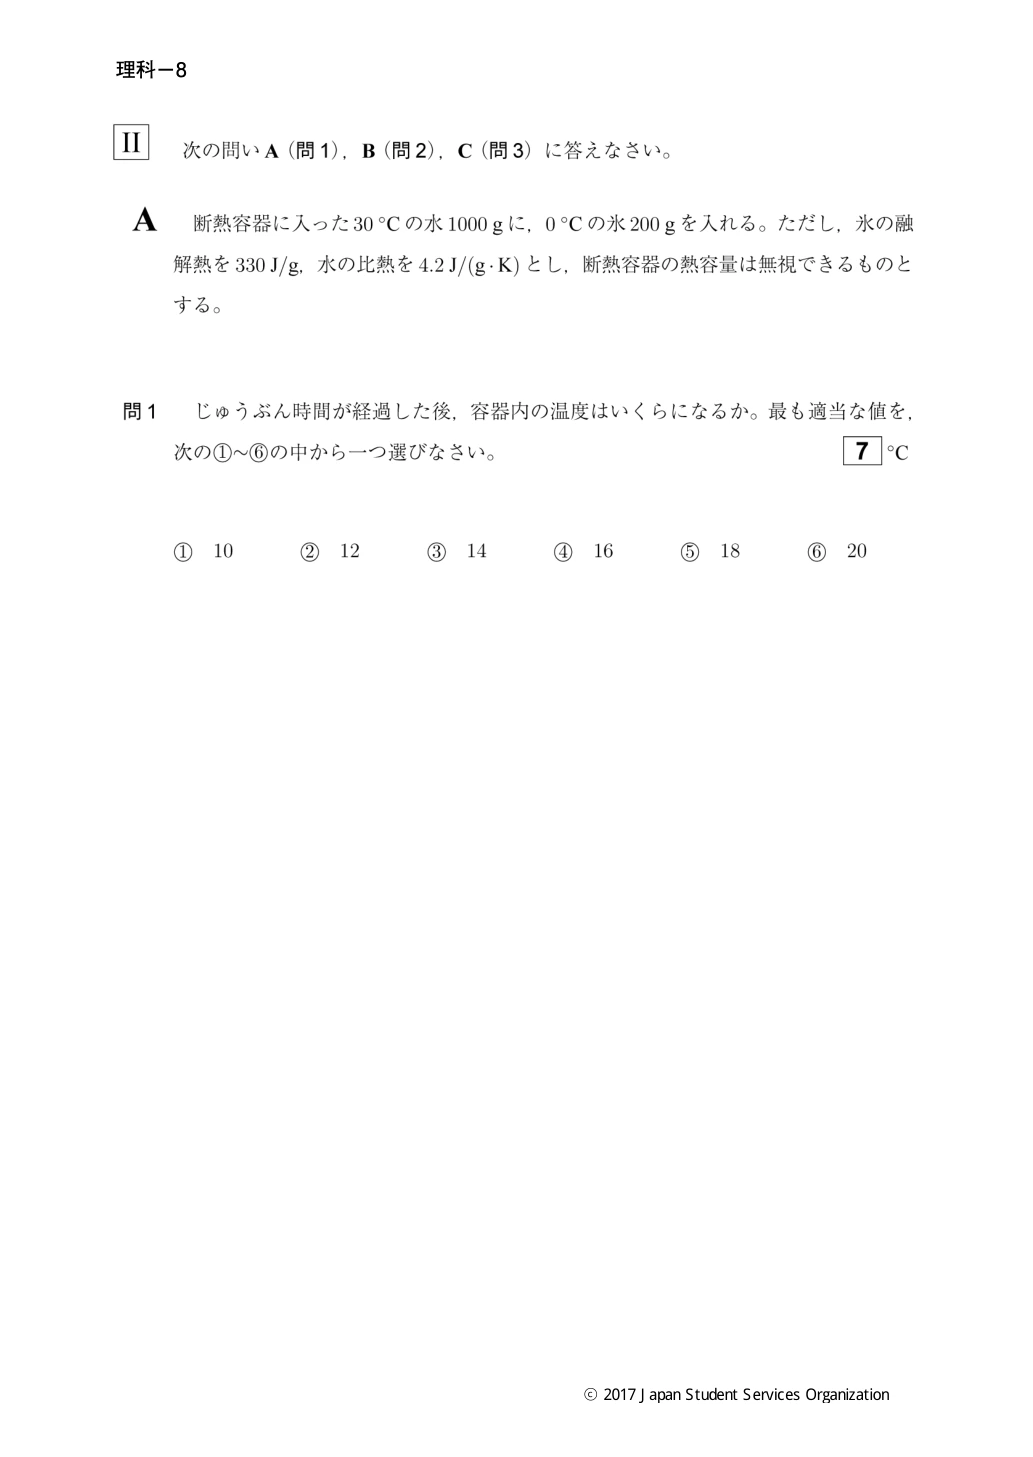 理科－8
II 次の問いA（問1），B（問2），C（問3）に答えなさい。
A 断熱容器に入った30 °Cの水1000 gに，0 °Cの氷200 gを入れる。ただし，氷の融
解熱を330 J/g，水の比熱を4.2 J/(g·K)とし，断熱容器の熱容量は無視できるものと
する。
問1 じゅうぶん時間が経過した後，容器内の温度はいくらになるか。最も適当な値を，
次の①～⑥の中から一つ選びなさい。 7 °C
① 10 ② 12 ③ 14 ④ 16 ⑤ 18 ⑥ 20
© 2017 Japan Student Services Organization